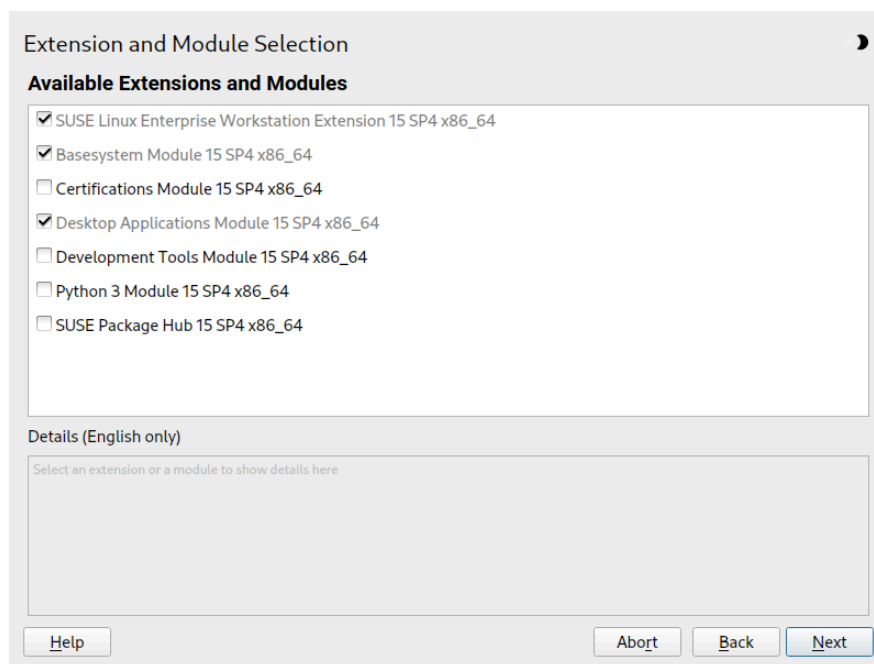 Extension and Module Selection
Available Extensions and Modules
SUSE Linux Enterprise Workstation Extension 15 SP4 x86_64
Basesystem Module 15 SP4 x86_64
Certifications Module 15 SP4 x86_64
Desktop Applications Module 15 SP4 x86_64
Development Tools Module 15 SP4 x86_64
Python 3 Module 15 SP4 x86_64
SUSE Package Hub 15 SP4 x86_64
Details (English only)
Select an extension or a module to show details here
Help Abort Back Next